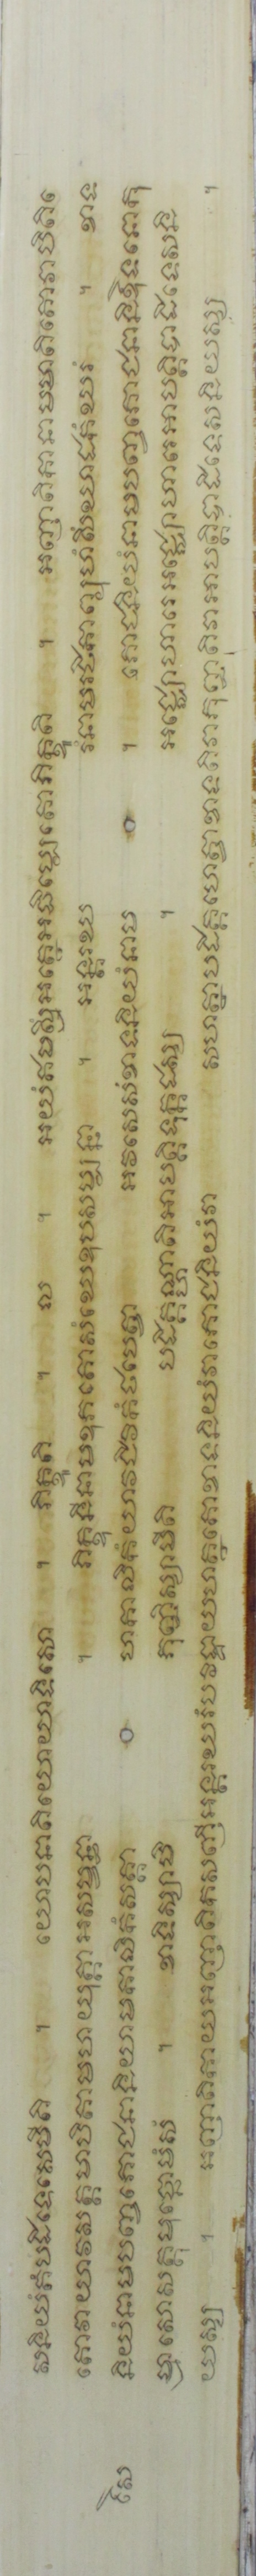 សនិយំតំបដិទេសេមីតិ ។ យោបនាតិយោយាទិសោ ។ ភិក្ខូតិ ។ ល ។ អយំឥមស្មឹអត្ថេអធិប្បេតោភិក្ខូតិ ។ អញាតិកានាមមាតិតោវាបិតិ
តោវាយាវសត្តមាបិតាមហយុគ្គាអសម្ពន្ធា ។ ភិក្ខុនីនាមឧភតោសំឃេឧបសម្បន្នា ។ អន្តរឃរំនាមរថិកាព្យូហំសិំឃាដកំឃរំ ។ ខាទ
និយំនាមបញ្ចភោជនានិយាមកាលិកំសត្តា ហកាលិកំយាវជីវិកំថបេត្វា អវសេសំខាទនិយំនាម ។ ភោជនិយំនាមបញ្ចភោជនានិឱទនោកុ
ម្មាសោសត្តុមច្ឆោមំសំ ។ ខាទិស្សាមិ ភុញ្ជិស្សាមីតិ បដិគ្គណ្ហាតិអាបត្តិទុក្កដស្ស ។ អជ្ឈោហារេអជ្ឈោហារេអាបត្តិបាដិទេសនិ
យស្ស ។ អញាតិកាយអញាតិកសញីអន្តរឃរំបវិដ្ឋាយហត្ថតោខាទនិយំវាភោជនិយំវា សហត្ថាបដិគ្គហេត្វាខាទតិវាភុញ្ជតិវាអាបត្តិបាដិទេសនិយស្ស ។